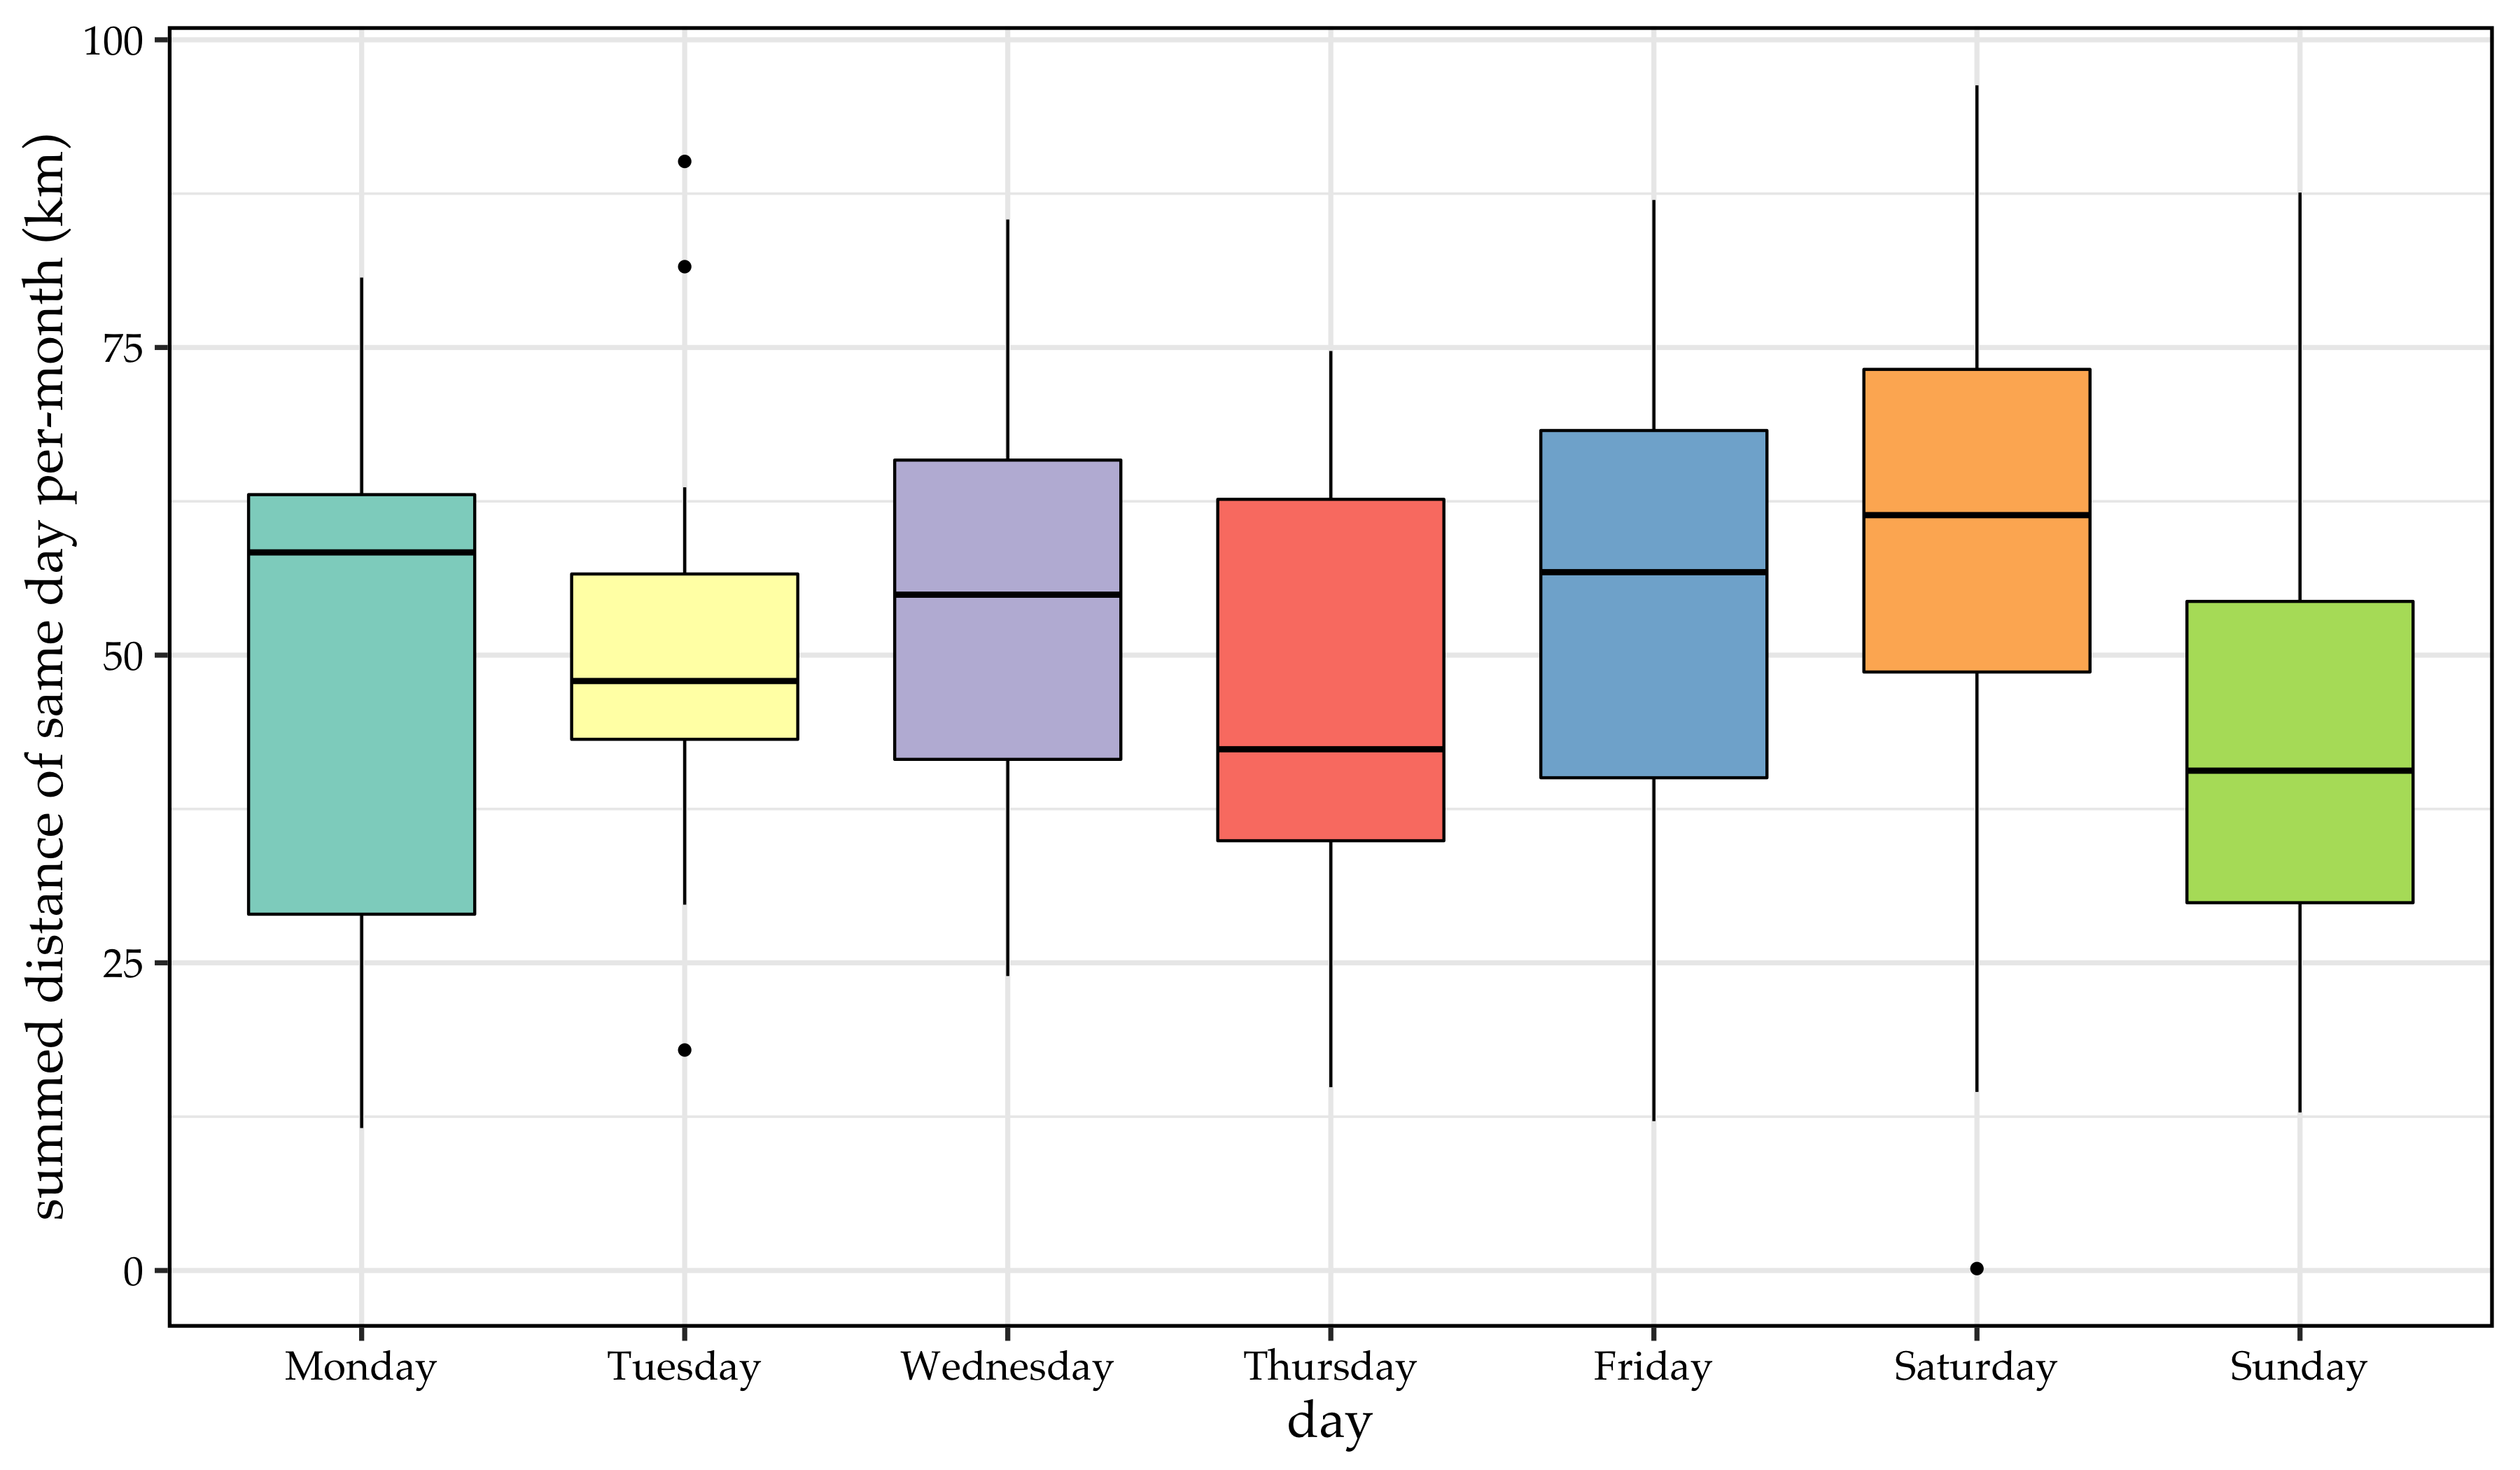 summed distance of same day per-month (km)
100
75
50
25
0
Monday Tuesday Wednesday Thursday Friday Saturday Sunday
day